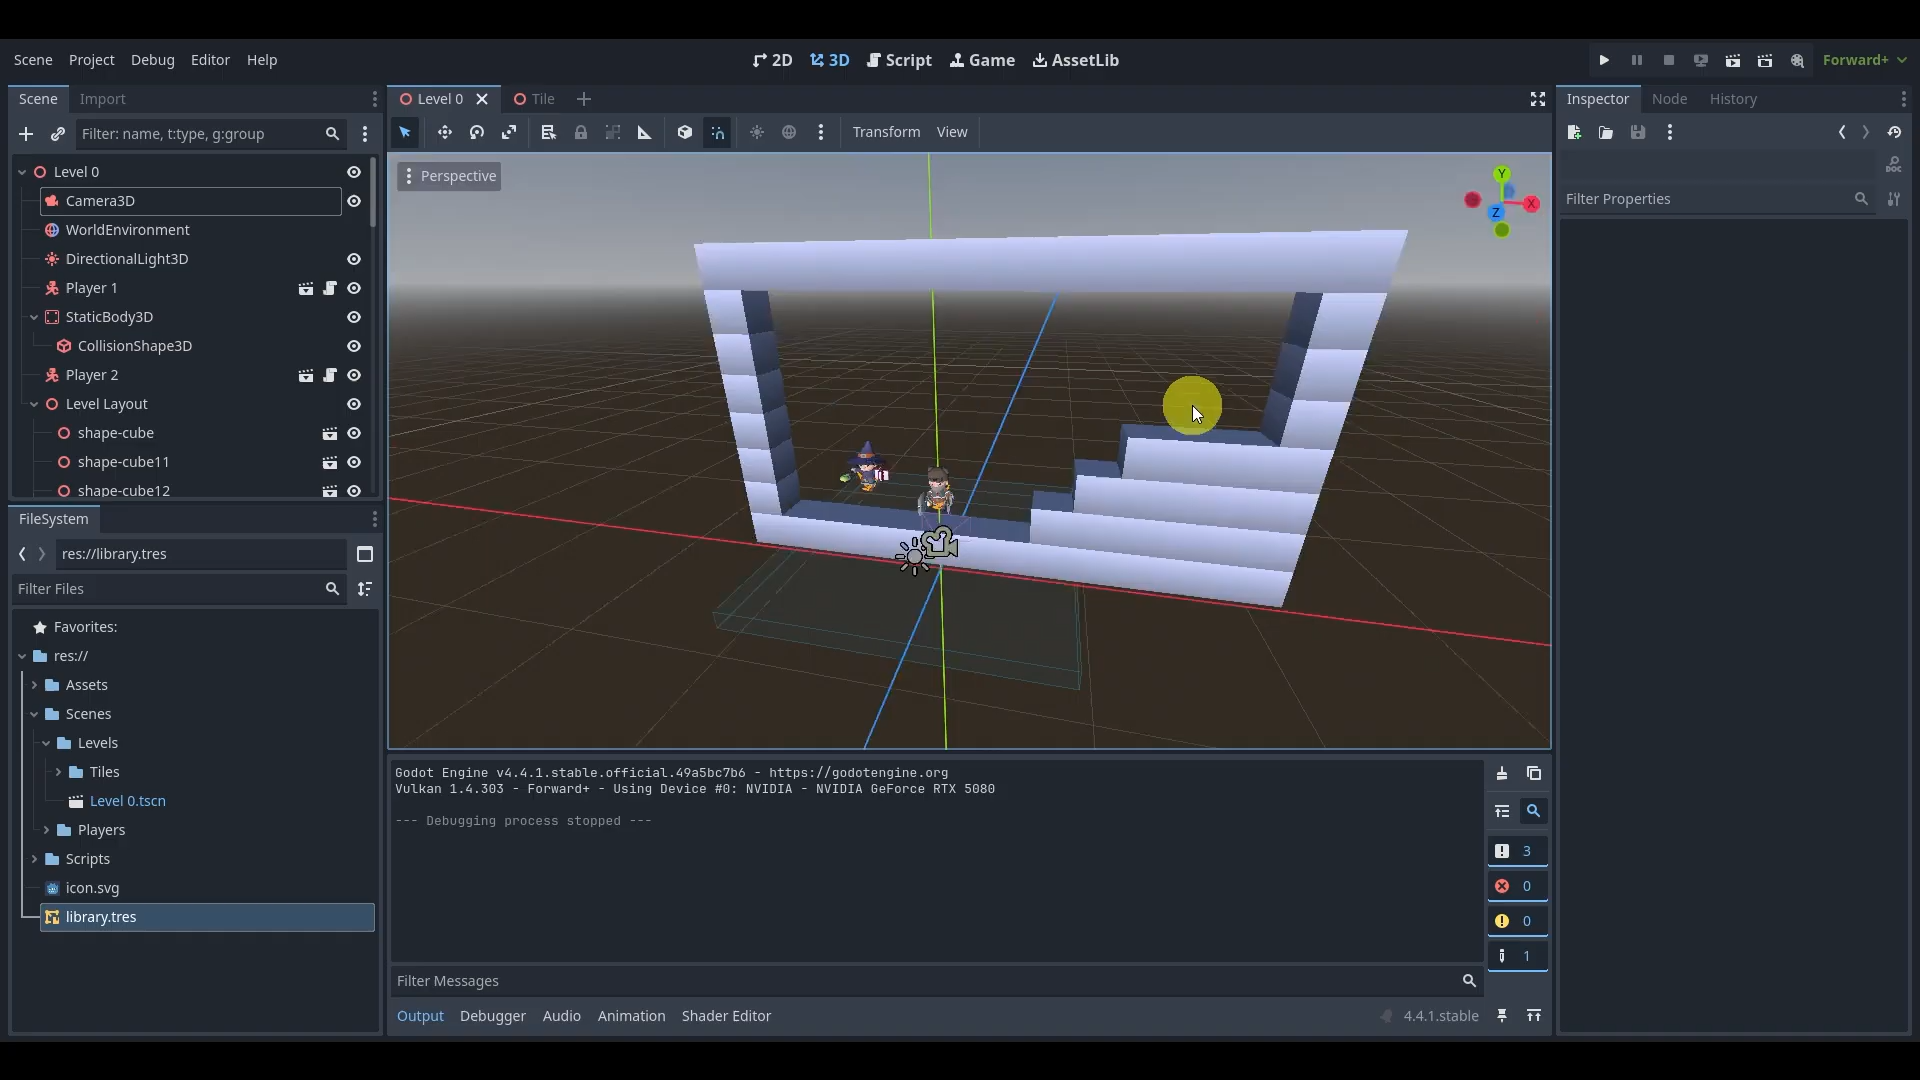 Scene Project Debug Editor Help
2D 3D Script Game AssetLib
Forward+
Scene Import
Filter: name, t:type, g:group
Level 0
Camera3D
WorldEnvironment
DirectionalLight3D
Player 1
StaticBody3D
CollisionShape3D
Player 2
Level Layout
shape-cube
shape-cube11
shape-cube12
FileSystem
res://library.tres
Filter Files
Favorites:
res://
Assets
Scenes
Levels
Tiles
Level 0.tscn
Players
Scripts
icon.svg
library.tres
Level 0 Tile
Transform View
Perspective
Y
X
Z
Godot Engine v4.4.1.stable.official.49a5bc7b6 - https://godotengine.org
Vulkan 1.4.303 - Forward+ - Using Device #0: NVIDIA - NVIDIA GeForce RTX 5080
--- Debugging process stopped ---
3
0
0
1
Filter Messages
Output Debugger Audio Animation Shader Editor
4.4.1.stable
Inspector Node History
DOC
Filter Properties